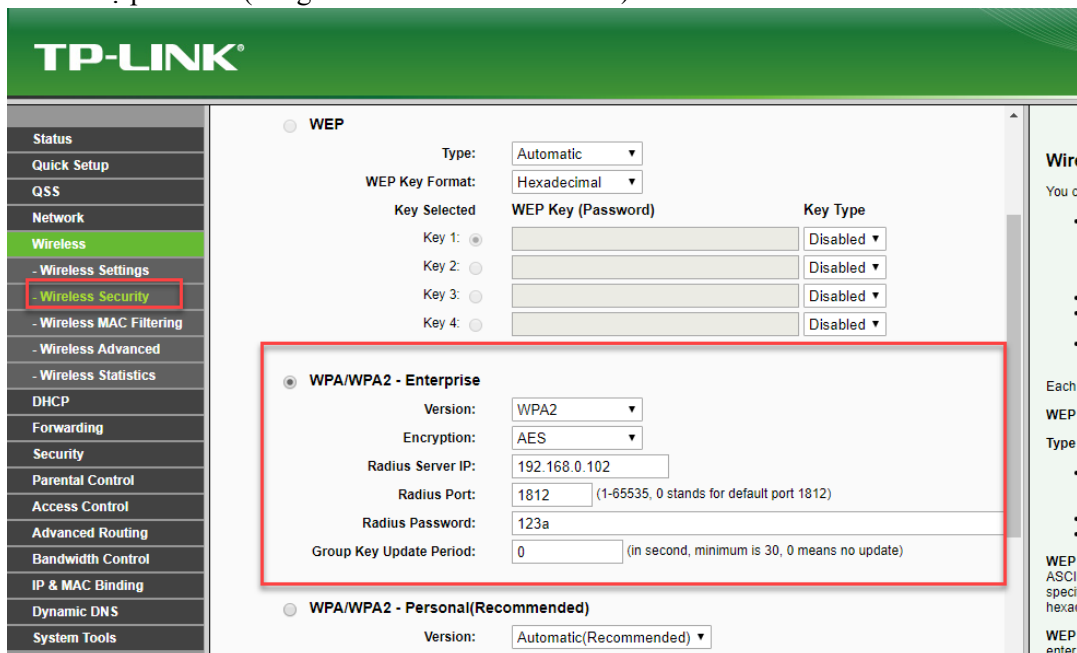 TP-LINK®
Status
Quick Setup
QSS
Network
Wireless
- Wireless Settings
- Wireless Security
- Wireless MAC Filtering
- Wireless Advanced
- Wireless Statistics
DHCP
Forwarding
Security
Parental Control
Access Control
Advanced Routing
Bandwidth Control
IP & MAC Binding
Dynamic DNS
System Tools
WEP
Type: Automatic
WEP Key Format: Hexadecimal
Key Selected WEP Key (Password) Key Type
Key 1: Disabled
Key 2: Disabled
Key 3: Disabled
Key 4: Disabled
WPA/WPA2 - Enterprise
Version: WPA2
Encryption: AES
Radius Server IP: 192.168.0.102
Radius Port: 1812 (1-65535, 0 stands for default port 1812)
Radius Password: 123a
Group Key Update Period: 0 (in second, minimum is 30, 0 means no update)
WPA/WPA2 - Personal(Recommended)
Version: Automatic(Recommended)
Each
WEP
Type
WEP
ASCI
WEP